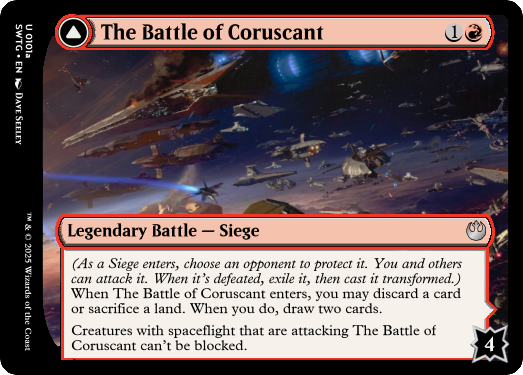 The Battle of Coruscant
1
Legendary Battle — Siege
(As a Siege enters, choose an opponent to protect it. You and others
can attack it. When it's defeated, exile it, then cast it transformed.)
When The Battle of Coruscant enters, you may discard a card
or sacrifice a land. When you do, draw two cards.
Creatures with spaceflight that are attacking The Battle of
Coruscant can't be blocked.
4
U 0101a
SWTG • EN DAVE SEELEY
™ & © 2025 Wizards of the Coast